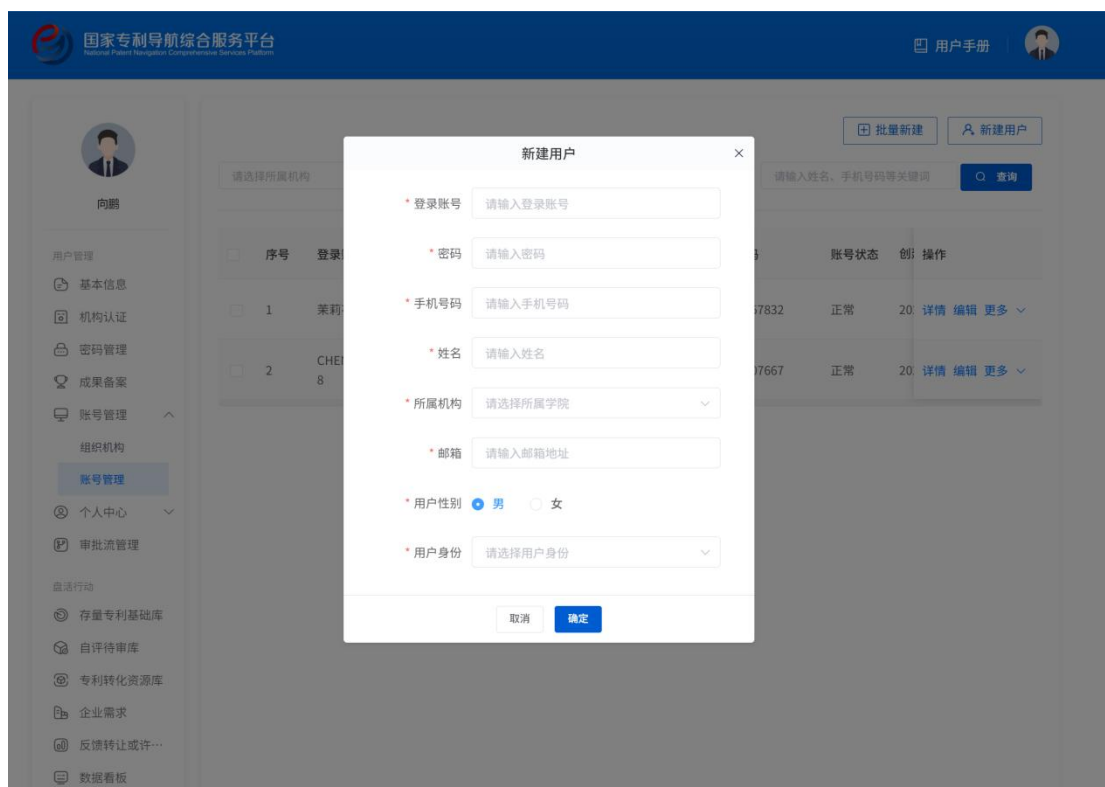 国家专利导航综合服务平台
National Patent Navigation Comprehensive Services Platform
用户手册
向鹏
批量新建
新建用户
请选择所属机构
请输入姓名、手机号码等关键词
查询
用户管理
基本信息
机构认证
密码管理
成果备案
账号管理
组织机构
账号管理
个人中心
审批流管理
盘活行动
存量专利基础库
自评待审库
专利转化资源库
企业需求
反馈转让或许…
数据看板
序号 登录 账号状态 创 操作
1 茉莉 57832 正常 20 详情 编辑 更多
2 CHE 8 07667 正常 20 详情 编辑 更多
新建用户
* 登录账号 请输入登录账号
* 密码 请输入密码
* 手机号码 请输入手机号码
* 姓名 请输入姓名
* 所属机构 请选择所属学院
* 邮箱 请输入邮箱地址
* 用户性别 男 女
* 用户身份 请选择用户身份
取消 确定